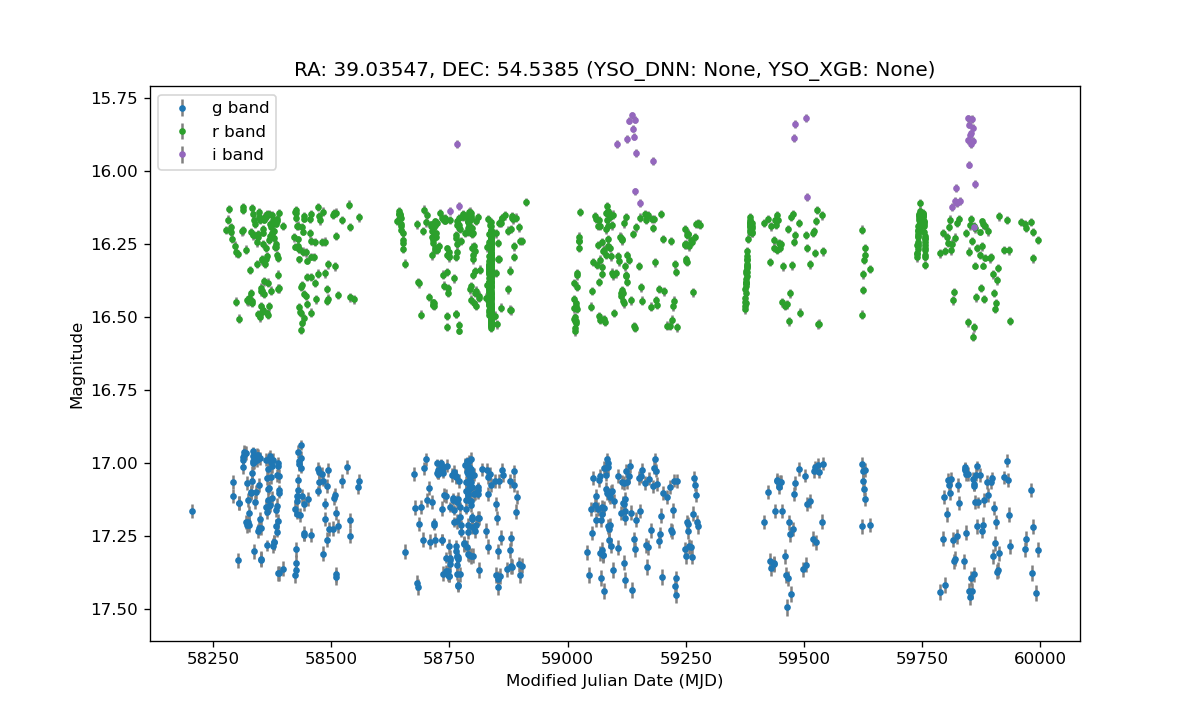 RA: 39.03547, DEC: 54.5385 (YSO_DNN: None, YSO_XGB: None)
g band
r band
i band
15.75
16.00
16.25
16.50
16.75
17.00
17.25
17.50
Magnitude
58250 58500 58750 59000 59250 59500 59750 60000
Modified Julian Date (MJD)